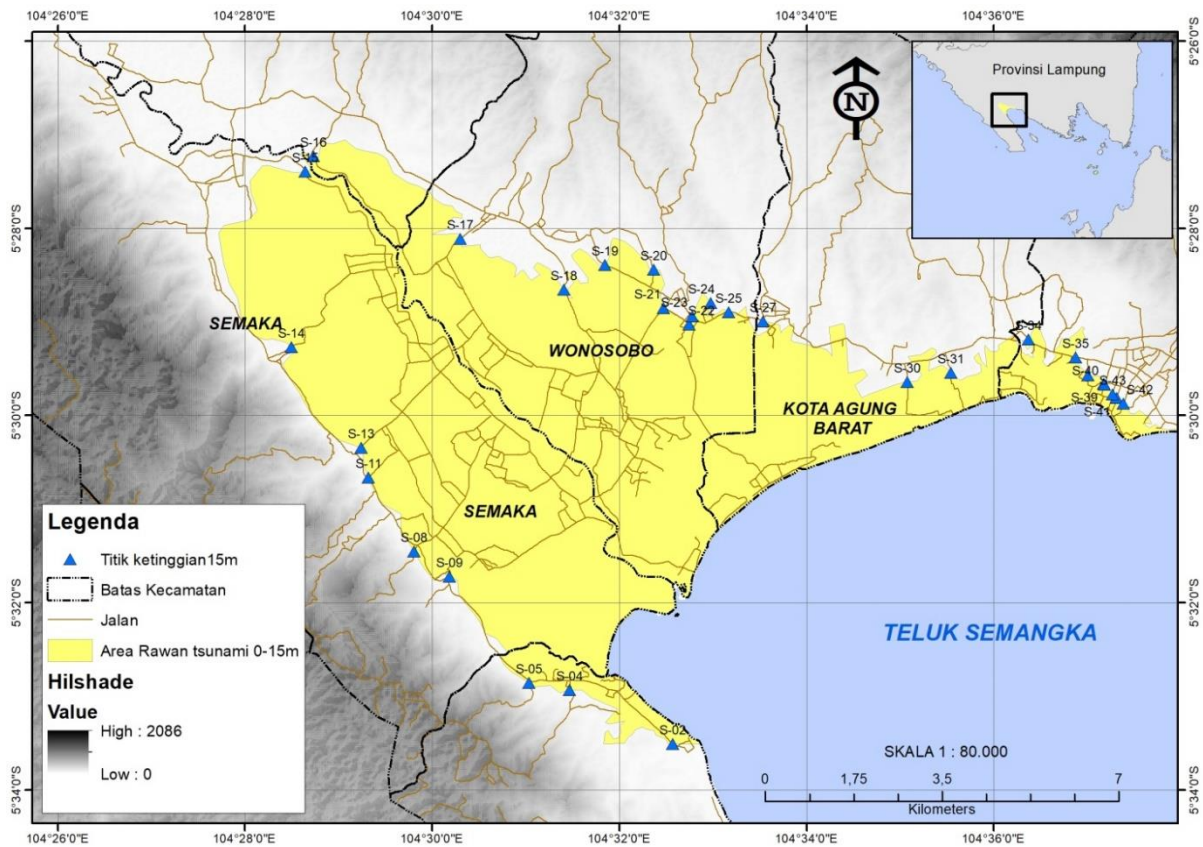 104°26'0"E 104°28'0"E 104°30'0"E 104°32'0"E 104°34'0"E 104°36'0"E
5°26'0"S
Provinsi Lampung
N
S-16
5°28'0"S
5°28'0"S
S-17
S-19
S-20
S-18
S-24
S-21
S-23
S-25
S-27
S-22
SEMAKA
WONOSOBO
S-14
S-34
S-35
S-40
S-43
S-42
S-39
S-41
S-31
S-30
KOTA AGUNG
BARAT
5°30'0"S
5°30'0"S
S-13
S-11
SEMAKA
S-08
S-09
5°32'0"S
5°32'0"S
TELUK SEMANGKA
S-05
S-04
S-02
Legenda
Titik ketinggian15m
Batas Kecamatan
Jalan
Area Rawan tsunami 0-15m
Hilshade
Value
High : 2086
Low : 0
SKALA 1 : 80.000
0 1,75 3,5 7
Kilometers
5°34'0"S
5°34'0"S
104°26'0"E 104°28'0"E 104°30'0"E 104°32'0"E 104°34'0"E 104°36'0"E